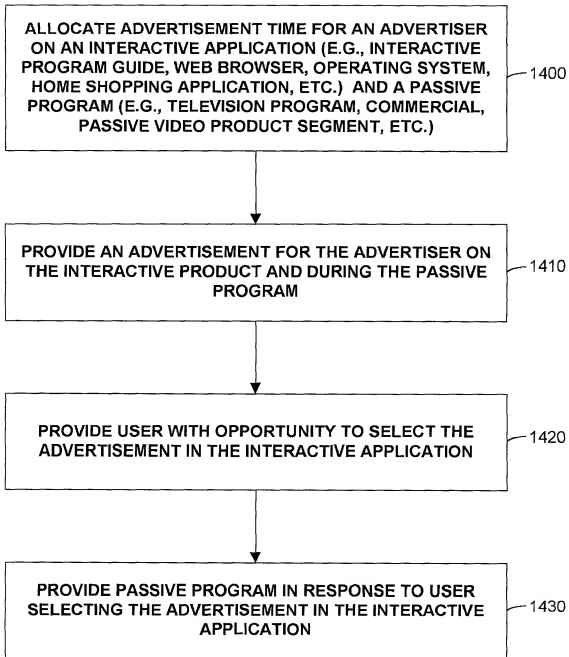 ALLOCATE ADVERTISEMENT TIME FOR AN ADVERTISER
ON AN INTERACTIVE APPLICATION (E.G., INTERACTIVE
PROGRAM GUIDE, WEB BROWSER, OPERATING SYSTEM,
HOME SHOPPING APPLICATION, ETC.) AND A PASSIVE
PROGRAM (E.G., TELEVISION PROGRAM, COMMERCIAL,
PASSIVE VIDEO PRODUCT SEGMENT, ETC.)
1400
PROVIDE AN ADVERTISEMENT FOR THE ADVERTISER ON
THE INTERACTIVE PRODUCT AND DURING THE PASSIVE
PROGRAM
1410
PROVIDE USER WITH OPPORTUNITY TO SELECT THE
ADVERTISEMENT IN THE INTERACTIVE APPLICATION
1420
PROVIDE PASSIVE PROGRAM IN RESPONSE TO USER
SELECTING THE ADVERTISEMENT IN THE INTERACTIVE
APPLICATION
1430